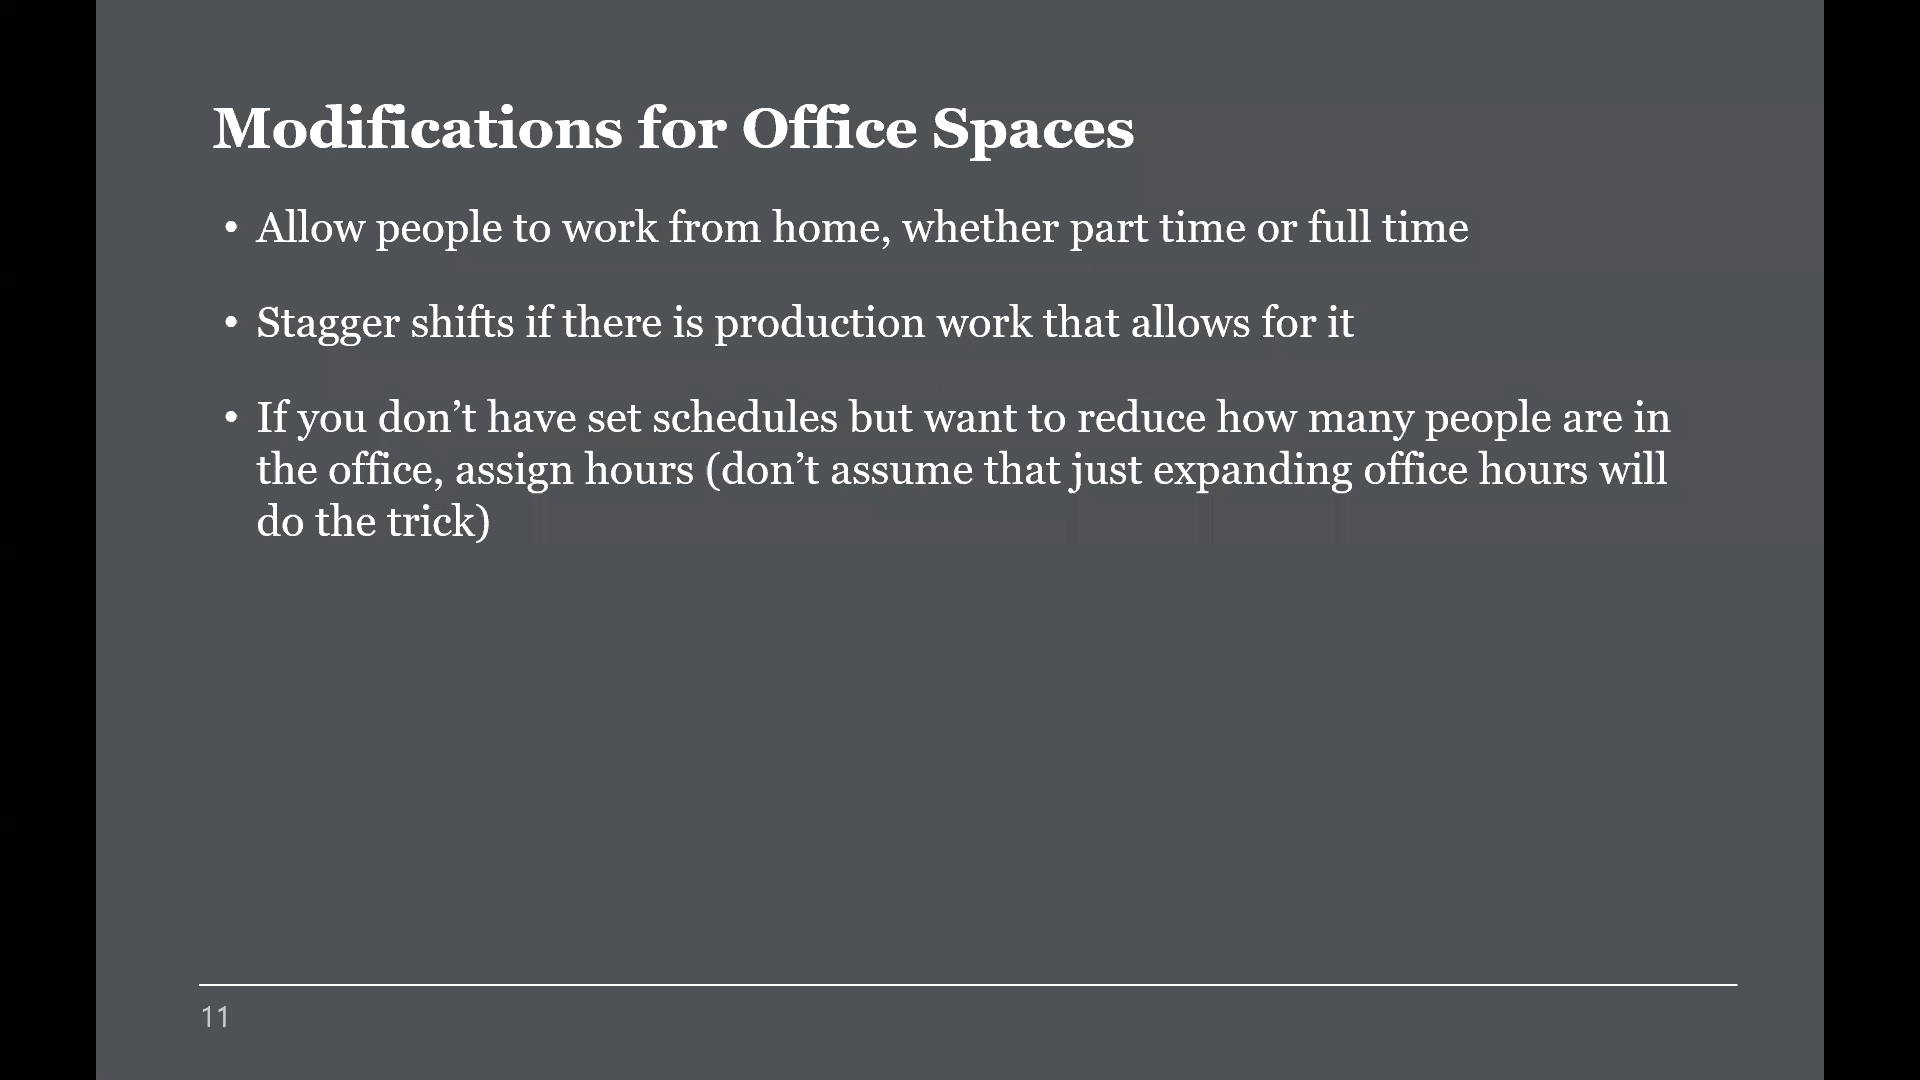 Modifications for Office Spaces
• Allow people to work from home, whether part time or full time
• Stagger shifts if there is production work that allows for it
• If you don’t have set schedules but want to reduce how many people are in
the office, assign hours (don’t assume that just expanding office hours will
do the trick)
11